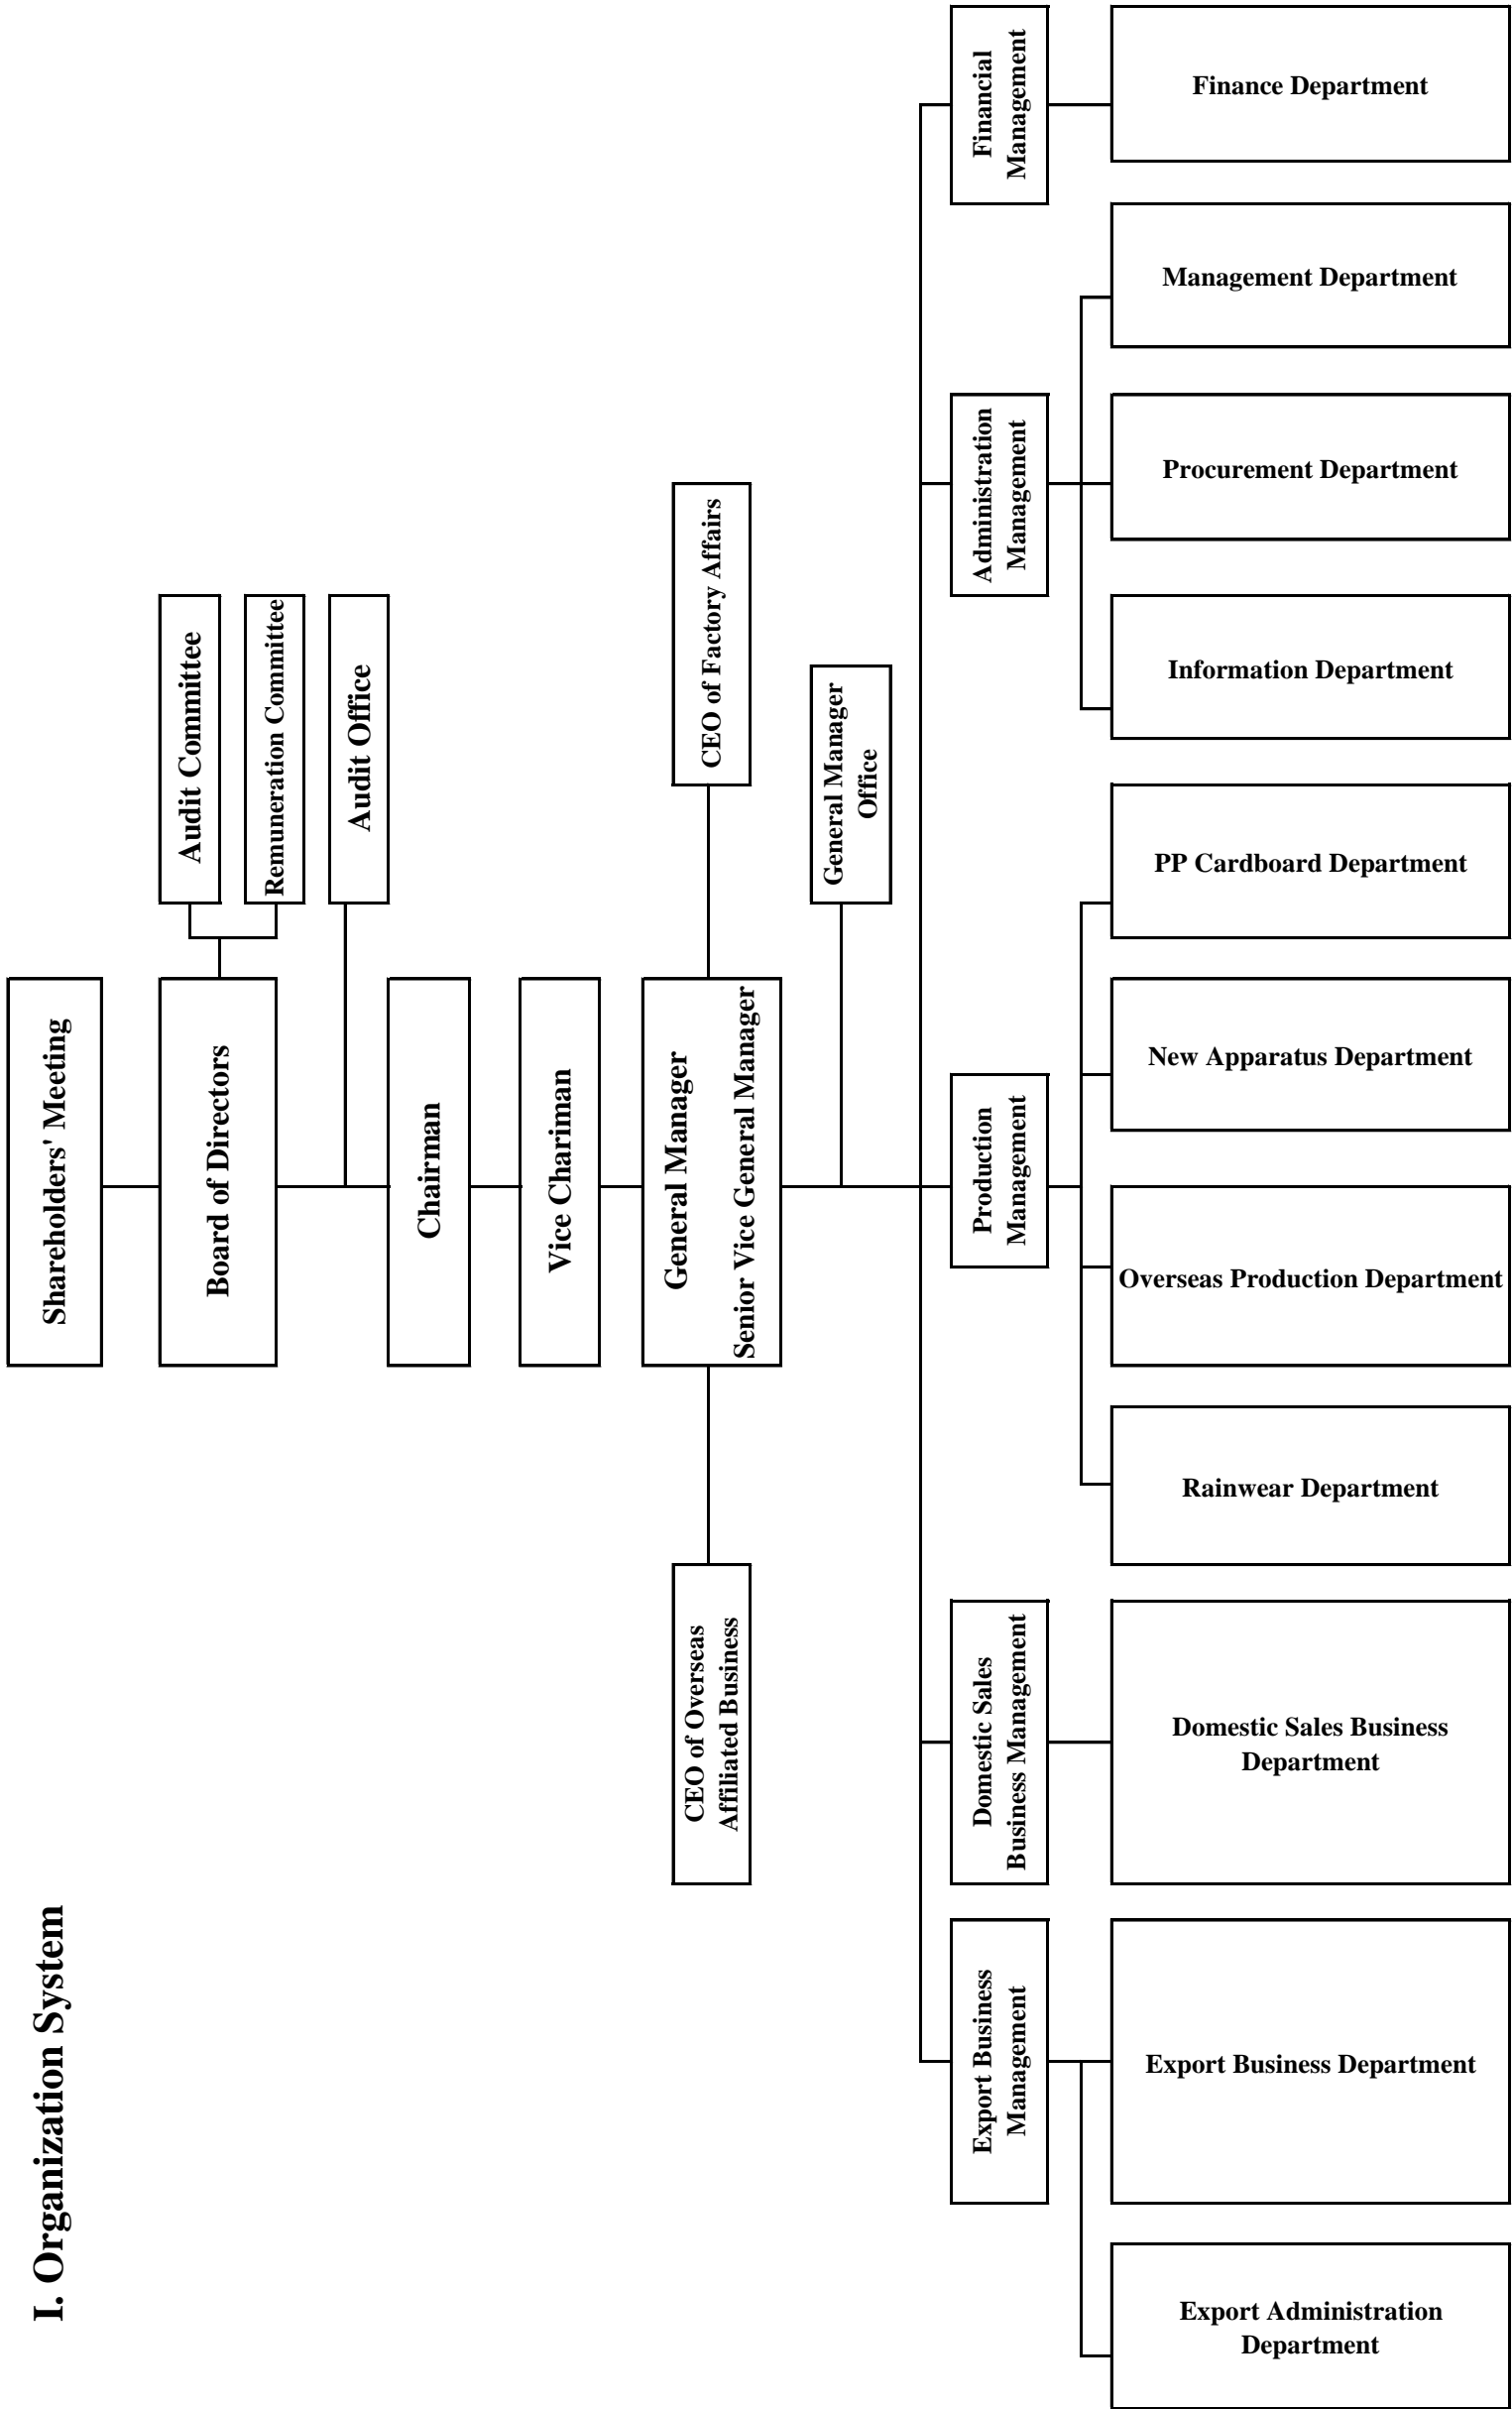 I. Organization System
Shareholders' Meeting
Board of Directors
Audit Committee
Remuneration Committee
Audit Office
Chairman
Vice Chariman
General Manager
Senior Vice General Manager
CEO of Overseas
Affiliated Business
CEO of Factory Affairs
General Manager
Office
Export Business
Management
Domestic Sales
Business Management
Production
Management
Administration
Management
Financial
Management
Export Administration
Department
Export Business Department
Domestic Sales Business
Department
Rainwear Department
Overseas Production Department
New Apparatus Department
PP Cardboard Department
Information Department
Procurement Department
Management Department
Finance Department